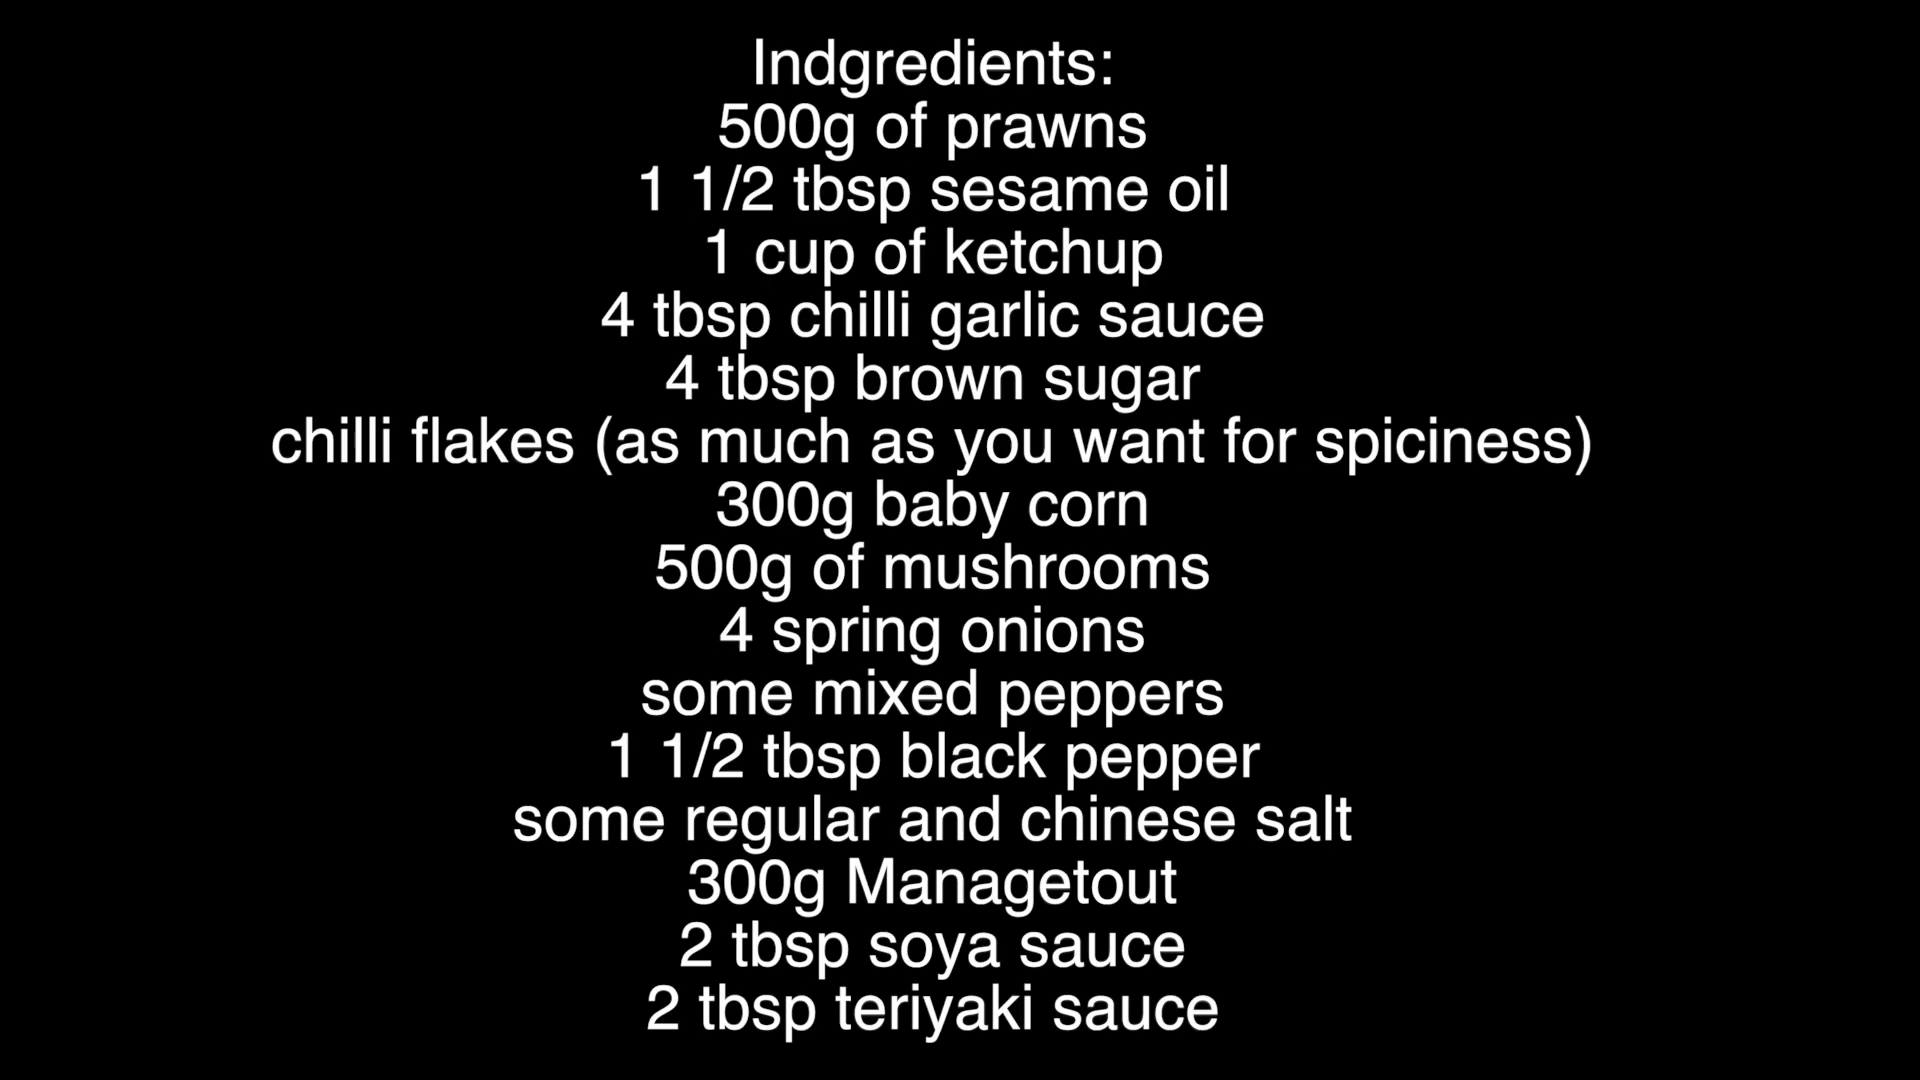 Indgredients:
500g of prawns
1 1/2 tbsp sesame oil
1 cup of ketchup
4 tbsp chilli garlic sauce
4 tbsp brown sugar
chilli flakes (as much as you want for spiciness)
300g baby corn
500g of mushrooms
4 spring onions
some mixed peppers
1 1/2 tbsp black pepper
some regular and chinese salt
300g Managetout
2 tbsp soya sauce
2 tbsp teriyaki sauce